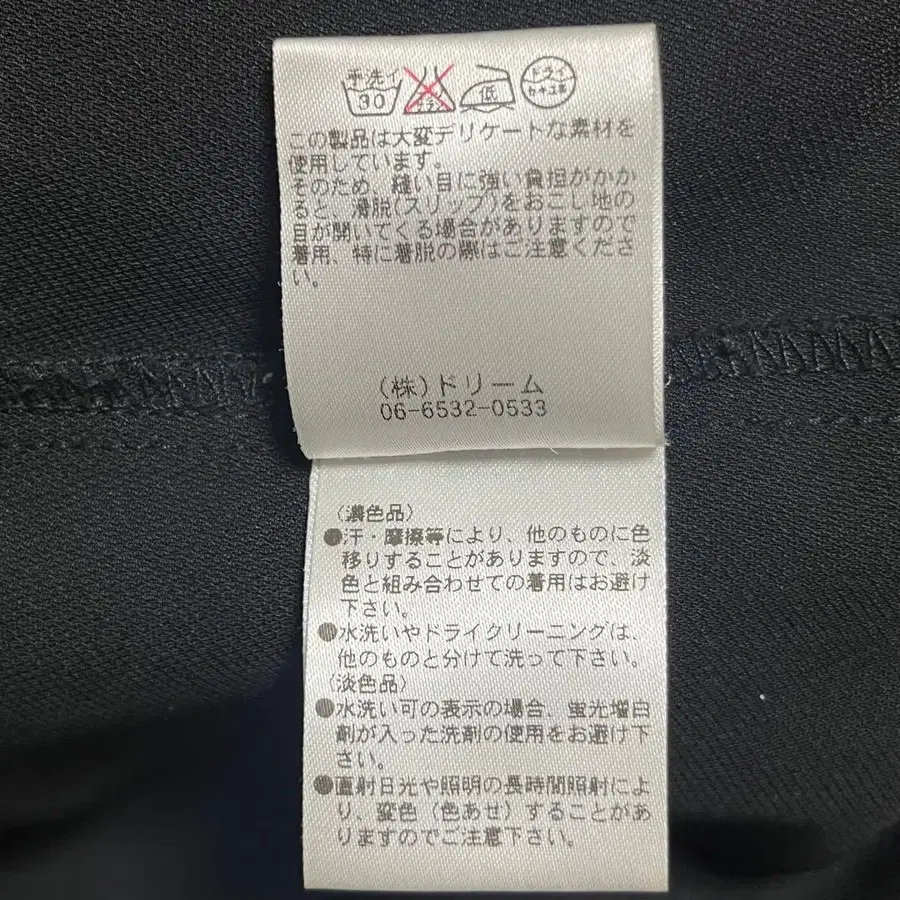 手洗イ
30
エンソ
サラシ
低
ドライ
セキユ系
この製品は大変デリケートな素材を
使用しています。
そのため、縫い目に強い負担がかか
ると、滑脱(スリップ)をおこし地の
目が開いてくる場合がありますので
着用、特に着脱の際はご注意くださ
い。
(株)ドリーム
06-6532-0533
(濃色品)
●汗・摩擦等により、他のものに色
移りすることがありますので、淡
色と組み合わせての着用はお避け
下さい。
●水洗いやドライクリーニングは、
他のものと分けて洗って下さい。
(淡色品)
●水洗い可の表示の場合、蛍光増白
剤が入った洗剤の使用をお避け下
さい。
●直射日光や照明の長時間照射によ
り、変色(色あせ)することがあ
りますのでご注意下さい。